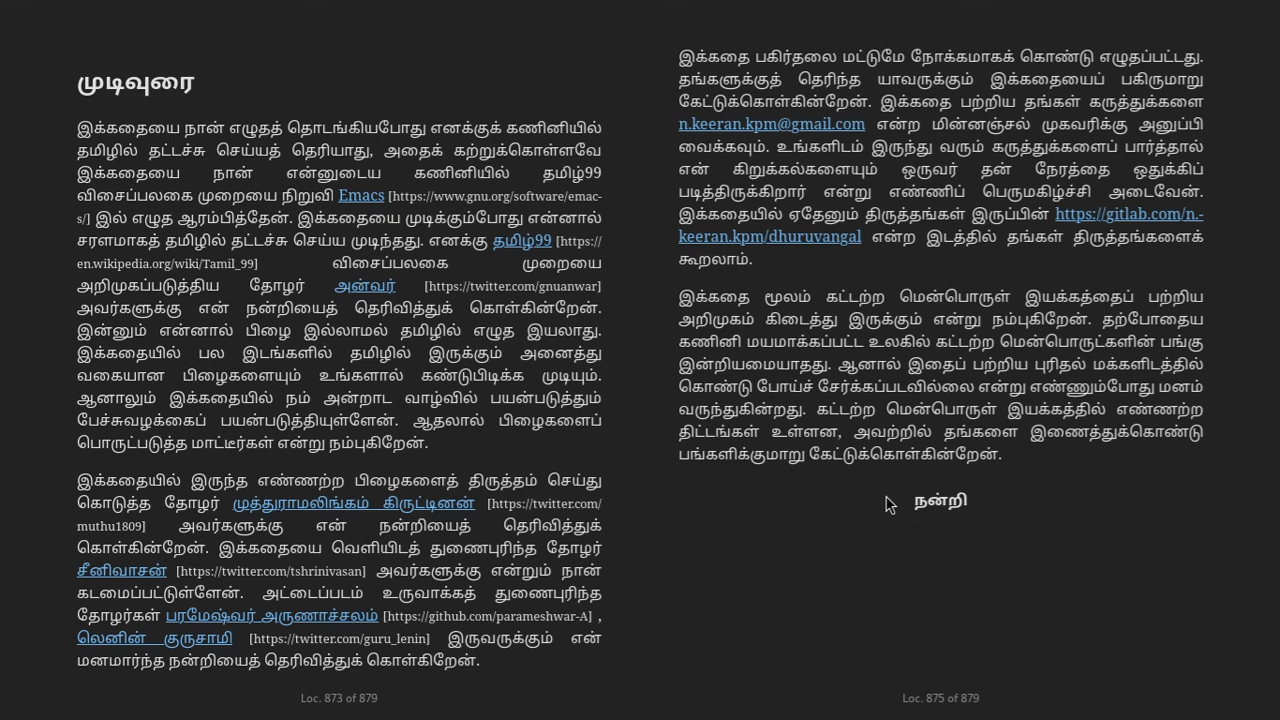 முடிவுரை
இக்கதையை நான் எழுதத் தொடங்கியபோது எனக்குக் கணினியில்
தமிழில் தட்டச்சு செய்யத் தெரியாது, அதைக் கற்றுக்கொள்ளவே
இக்கதையை நான் என்னுடைய கணினியில் தமிழ்99
விசைப்பலகை முறையை நிறுவி Emacs [https://www.gnu.org/software/emac-
s/] இல் எழுத ஆரம்பித்தேன். இக்கதையை முடிக்கும்போது என்னால்
சரளமாகத் தமிழில் தட்டச்சு செய்ய முடிந்தது. எனக்கு தமிழ்99 [https://
en.wikipedia.org/wiki/Tamil_99] விசைப்பலகை முறையை
அறிமுகப்படுத்திய தோழர் அன்வர் [https://twitter.com/gnuanwar]
அவர்களுக்கு என் நன்றியைத் தெரிவித்துக் கொள்கின்றேன்.
இன்னும் என்னால் பிழை இல்லாமல் தமிழில் எழுத இயலாது.
இக்கதையில் பல இடங்களில் தமிழில் இருக்கும் அனைத்து
வகையான பிழைகளையும் உங்களால் கண்டுபிடிக்க முடியும்.
ஆனாலும் இக்கதையில் நம் அன்றாட வாழ்வில் பயன்படுத்தும்
பேச்சுவழக்கைப் பயன்படுத்தியுள்ளேன். ஆதலால் பிழைகளைப்
பொருட்படுத்த மாட்டீர்கள் என்று நம்புகிறேன்.
இக்கதையில் இருந்த எண்ணற்ற பிழைகளைத் திருத்தம் செய்து
கொடுத்த தோழர் முத்துராமலிங்கம் கிருட்டினன் [https://twitter.com/
muthu1809] அவர்களுக்கு என் நன்றியைத் தெரிவித்துக்
கொள்கின்றேன். இக்கதையை வெளியிடத் துணைபுரிந்த தோழர்
சீனிவாசன் [https://twitter.com/tshrinivasan] அவர்களுக்கு என்றும் நான்
கடமைப்பட்டுள்ளேன். அட்டைப்படம் உருவாக்கத் துணைபுரிந்த
தோழர்கள் பரமேஷ்வர் அருணாச்சலம் [https://github.com/parameshwar-A] ,
லெனின் குருசாமி [https://twitter.com/guru_lenin] இருவருக்கும் என்
மனமார்ந்த நன்றியைத் தெரிவித்துக் கொள்கிறேன்.
Loc. 873 of 879
இக்கதை பகிர்தலை மட்டுமே நோக்கமாகக் கொண்டு எழுதப்பட்டது.
தங்களுக்குத் தெரிந்த யாவருக்கும் இக்கதையைப் பகிருமாறு
கேட்டுக்கொள்கின்றேன். இக்கதை பற்றிய தங்கள் கருத்துக்களை
n.keeran.kpm@gmail.com என்ற மின்னஞ்சல் முகவரிக்கு அனுப்பி
வைக்கவும். உங்களிடம் இருந்து வரும் கருத்துக்களைப் பார்த்தால்
என் கிறுக்கல்களையும் ஒருவர் தன் நேரத்தை ஒதுக்கிப்
படித்திருக்கிறார் என்று எண்ணிப் பெருமகிழ்ச்சி அடைவேன்.
இக்கதையில் ஏதேனும் திருத்தங்கள் இருப்பின் https://gitlab.com/n.-
keeran.kpm/dhuruvangal என்ற இடத்தில் தங்கள் திருத்தங்களைக்
கூறலாம்.
இக்கதை மூலம் கட்டற்ற மென்பொருள் இயக்கத்தைப் பற்றிய
அறிமுகம் கிடைத்து இருக்கும் என்று நம்புகிறேன். தற்போதைய
கணினி மயமாக்கப்பட்ட உலகில் கட்டற்ற மென்பொருட்களின் பங்கு
இன்றியமையாதது. ஆனால் இதைப் பற்றிய புரிதல் மக்களிடத்தில்
கொண்டு போய்ச் சேர்க்கப்படவில்லை என்று எண்ணும்போது மனம்
வருந்துகின்றது. கட்டற்ற மென்பொருள் இயக்கத்தில் எண்ணற்ற
திட்டங்கள் உள்ளன, அவற்றில் தங்களை இணைத்துக்கொண்டு
பங்களிக்குமாறு கேட்டுக்கொள்கின்றேன்.
நன்றி
Loc. 875 of 879